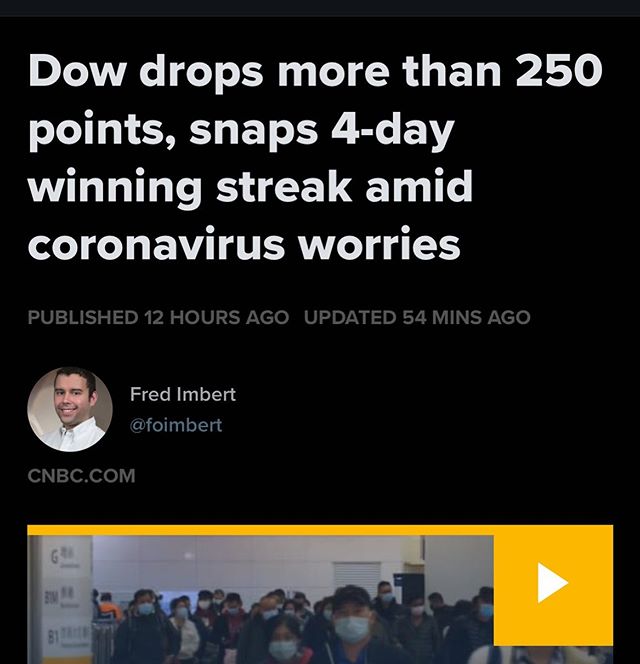 Dow drops more than 250
points, snaps 4-day
winning streak amid
coronavirus worries
PUBLISHED 12 HOURS AGO UPDATED 54 MINS AGO
Fred Imbert
@foimbert
CNBC.COM
G
B1M
B1